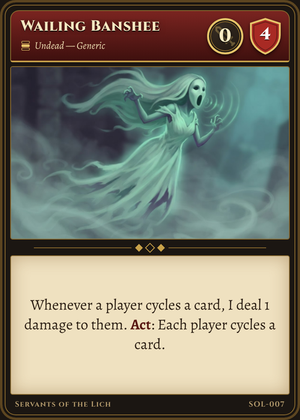 Wailing Banshee
Undead — Generic
0
4
Whenever a player cycles a card, I deal 1
damage to them. Act: Each player cycles a
card.
Servants of the Lich
SOL-007